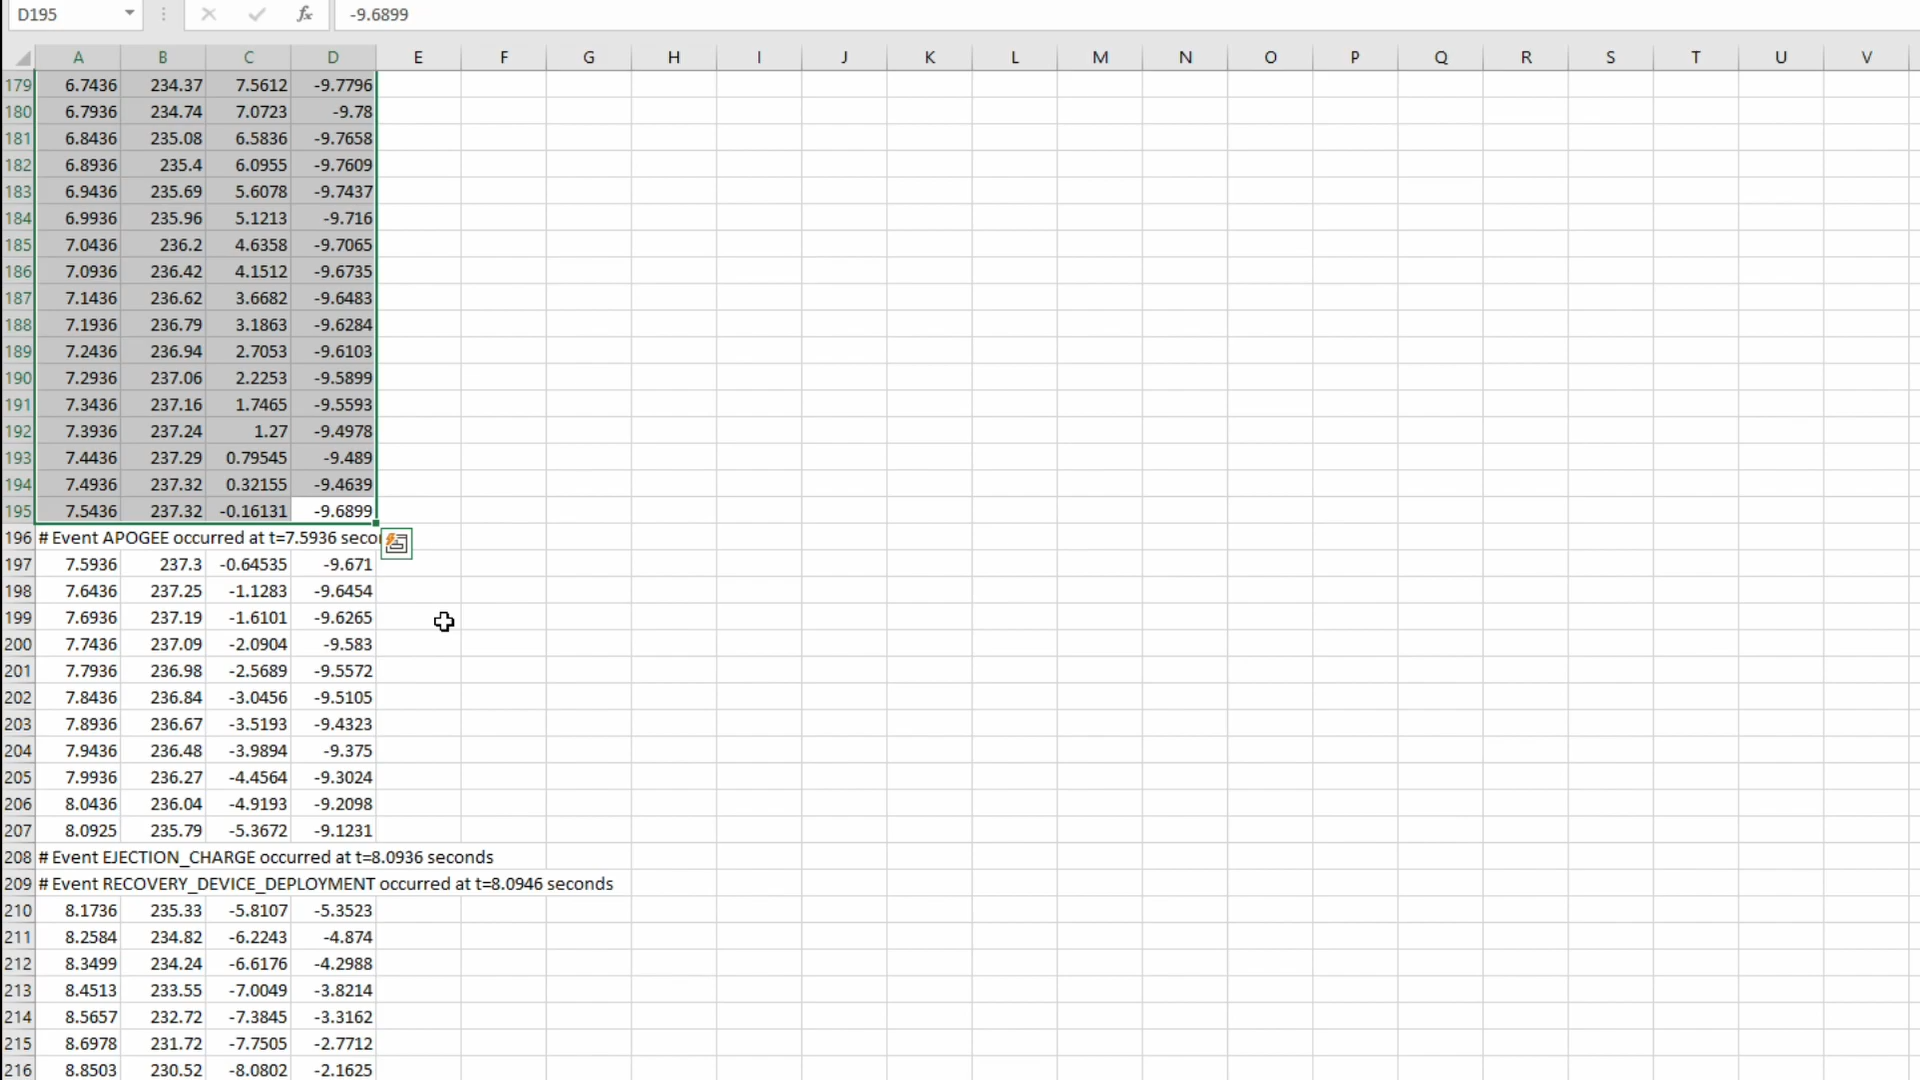 D195 fx -9.6899
A B C D E F G H I J K L M N O P Q R S T U V
179 6.7436 234.37 7.5612 -9.7796
180 6.7936 234.74 7.0723 -9.78
181 6.8436 235.08 6.5836 -9.7658
182 6.8936 235.4 6.0955 -9.7609
183 6.9436 235.69 5.6078 -9.7437
184 6.9936 235.96 5.1213 -9.716
185 7.0436 236.2 4.6358 -9.7065
186 7.0936 236.42 4.1512 -9.6735
187 7.1436 236.62 3.6682 -9.6483
188 7.1936 236.79 3.1863 -9.6284
189 7.2436 236.94 2.7053 -9.6103
190 7.2936 237.06 2.2253 -9.5899
191 7.3436 237.16 1.7465 -9.5593
192 7.3936 237.24 1.27 -9.4978
193 7.4436 237.29 0.79545 -9.489
194 7.4936 237.32 0.32155 -9.4639
195 7.5436 237.32 -0.16131 -9.6899
196 # Event APOGEE occurred at t=7.5936 seco
197 7.5936 237.3 -0.64535 -9.671
198 7.6436 237.25 -1.1283 -9.6454
199 7.6936 237.19 -1.6101 -9.6265
200 7.7436 237.09 -2.0904 -9.583
201 7.7936 236.98 -2.5689 -9.5572
202 7.8436 236.84 -3.0456 -9.5105
203 7.8936 236.67 -3.5193 -9.4323
204 7.9436 236.48 -3.9894 -9.375
205 7.9936 236.27 -4.4564 -9.3024
206 8.0436 236.04 -4.9193 -9.2098
207 8.0925 235.79 -5.3672 -9.1231
208 # Event EJECTION_CHARGE occurred at t=8.0936 seconds
209 # Event RECOVERY_DEVICE_DEPLOYMENT occurred at t=8.0946 seconds
210 8.1736 235.33 -5.8107 -5.3523
211 8.2584 234.82 -6.2243 -4.874
212 8.3499 234.24 -6.6176 -4.2988
213 8.4513 233.55 -7.0049 -3.8214
214 8.5657 232.72 -7.3845 -3.3162
215 8.6978 231.72 -7.7505 -2.7712
216 8.8503 230.52 -8.0802 -2.1625